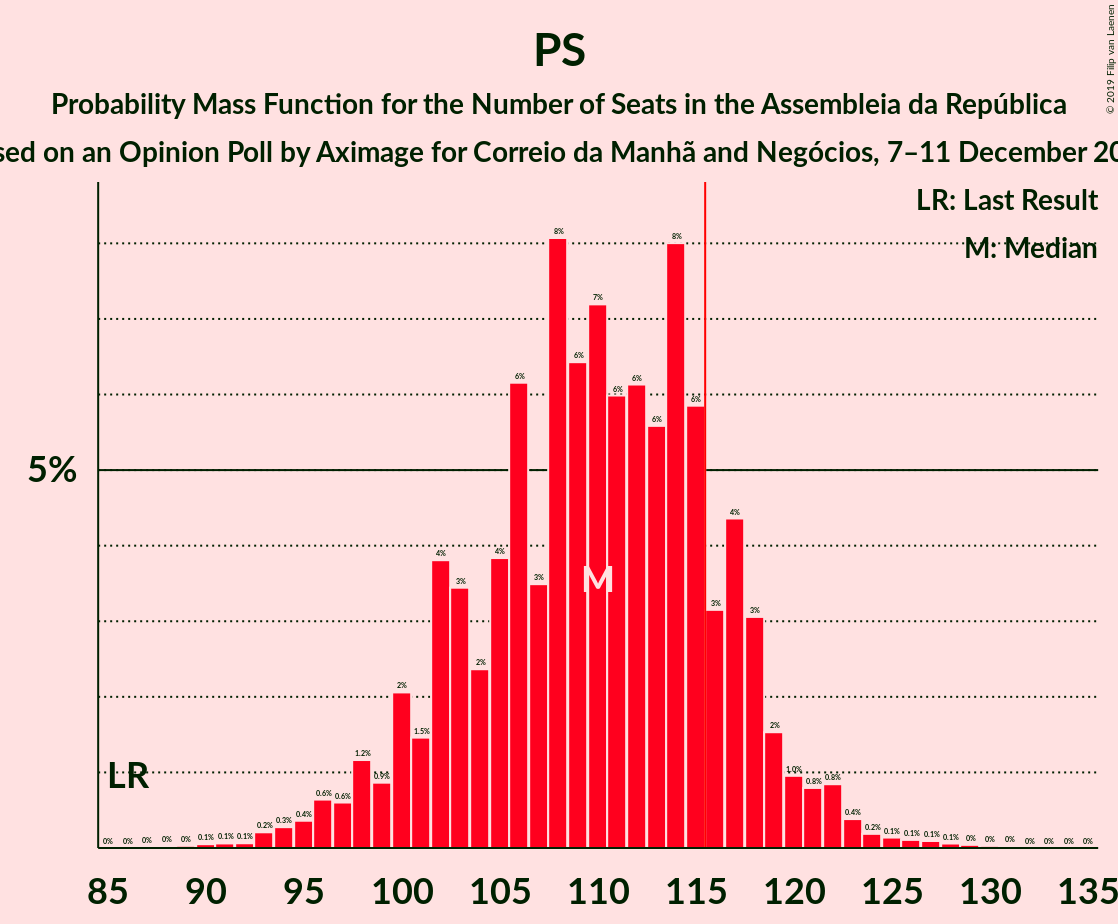 PS
Probability Mass Function for the Number of Seats in the Assembleia da República
sed on an Opinion Poll by Aximage for Correio da Manhã and Negócios, 7–11 December 20
© 2019 Filip van Laenen
LR: Last Result
M: Median
5%
LR
M
0% 0% 0% 0% 0% 0.1% 0.1% 0.1% 0.2% 0.3% 0.4% 0.6% 0.6% 1.2% 0.9% 2% 1.5% 4% 3% 2% 4% 6% 3% 8% 6% 7% 6% 6% 6% 8% 6% 3% 4% 3% 2% 1.0% 0.8% 0.8% 0.4% 0.2% 0.1% 0.1% 0.1% 0.1% 0% 0% 0% 0% 0% 0% 0%
85 90 95 100 105 110 115 120 125 130 135